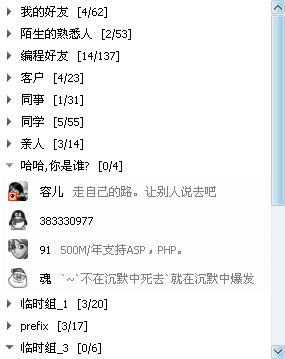 我的好友 [4/62]
陌生的熟悉人 [2/53]
编程好友 [14/137]
客户 [4/23]
同事 [1/31]
同学 [5/55]
亲人 [3/14]
哈哈,你是谁? [0/4]
容儿 走自己的路。让别人说去吧
383330977
91 500M/年支持ASP，PHP。
魂 `~`不在沉默中死去`就在沉默中爆发
临时组_1 [3/20]
prefix [3/17]
临时组_3 [0/6]